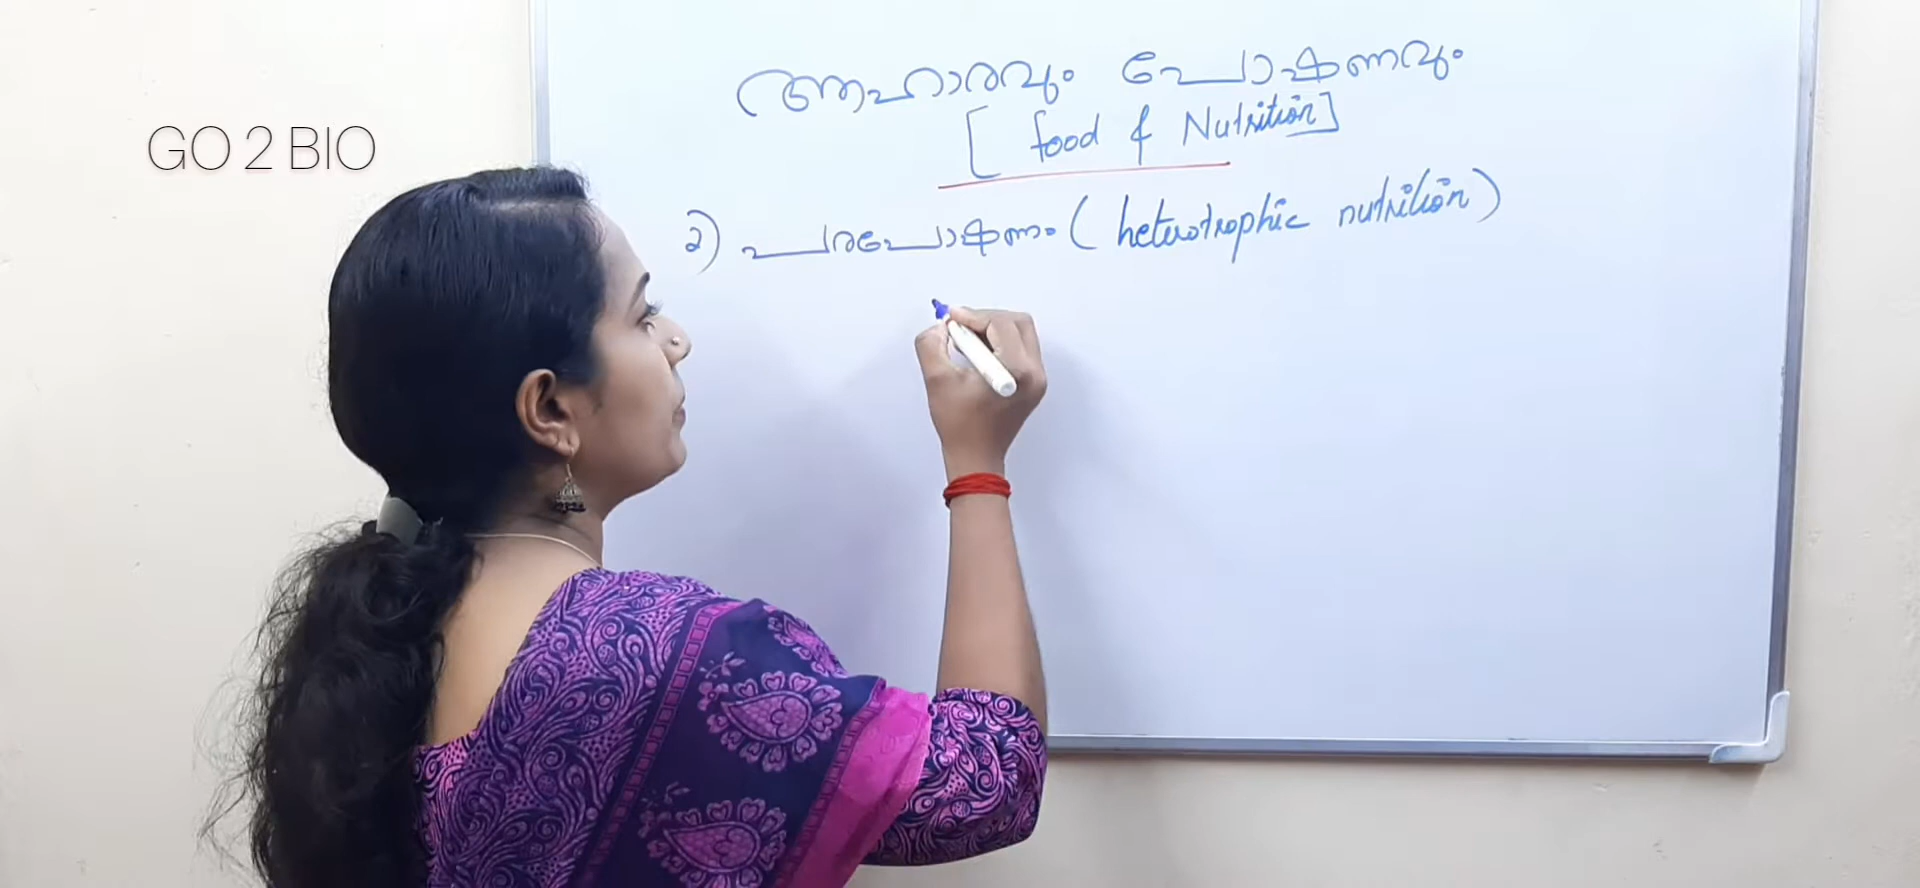 GO 2 BIO
ആഹാരവും പോഷണവും
[ food & Nutrition ]
2) പരപോഷണം ( heterotrophic nutrition )